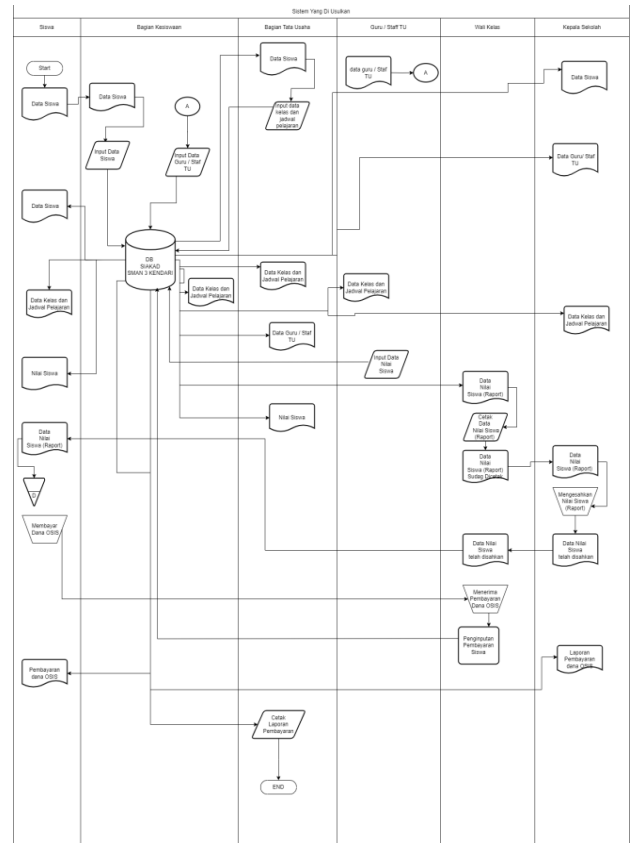 Sistem Yang Di Usulkan
Siswa
Bagian Kesiswaan
Bagian Tata Usaha
Guru / Staff TU
Wali Kelas
Kepala Sekolah
Start
Data Siswa
Data Siswa
A
Input Data
Siswa
Input Data
Guru / Staf
TU
Data Siswa
Input data
kelas dan
jadwal
pelajaran
data guru / Staf
TU
A
Data Siswa
Data Guru/ Staf
TU
Data Siswa
DB
SIAKAD
SMAN 3 KENDARI
Data Kelas dan
Jadwal Pelajaran
Data Kelas dan
Jadwal Pelajaran
Data Kelas dan
Jadwal Pelajaran
Data Kelas dan
Jadwal Pelajaran
Data Kelas dan
Jadwal Pelajaran
Data Guru / Staf
TU
Input Data
Nilai
Siswa
Nilai Siswa
Nilai Siswa
Data
Nilai
Siswa (Raport)
Cetak
Data
Nilai Siswa
(Raport)
Data
Nilai
Siswa (Raport)
Data
Nilai
Siswa (Raport)
Data
Nilai
Siswa (Raport)
D
Mengesahkan
Nilai Siswa
(Raport)
Membayar
Dana OSIS
Data Nilai
Siswa
telah disahkan
Data Nilai
Siswa
telah disahkan
Menerima
Pembayaran
Dana OSIS
Penginputan
Pembayaran
Siswa
Pembayaran
dana OSIS
Laporan
Pembayaran
dana OSIS
Cetak
Laporan
Pembayaran
END